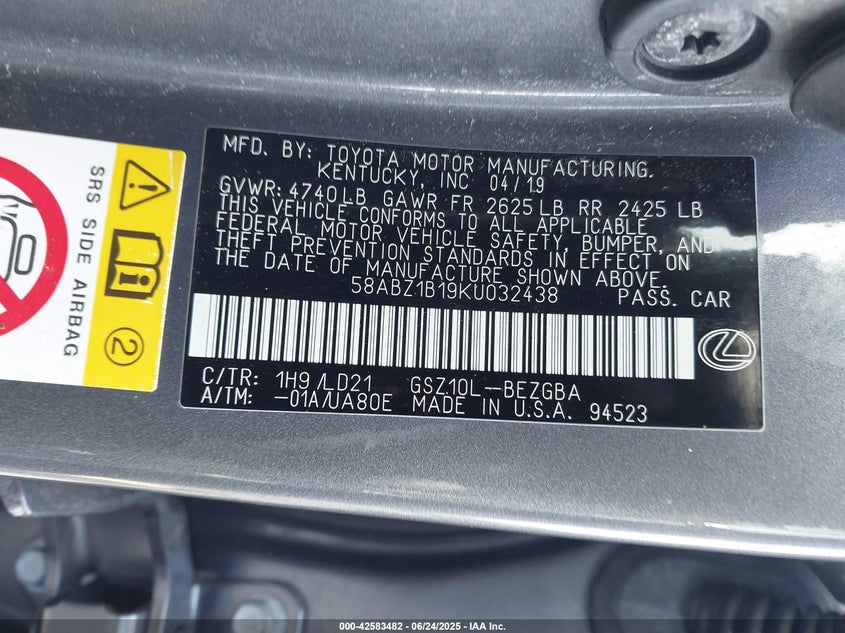 MFD. BY: TOYOTA MOTOR MANUFACTURING.
KENTUCKY, INC 04/19
GVWR: 4740LB GAWR FR 2625LB RR 2425 LB
THIS VEHICLE CONFORMS TO ALL APPLICABLE
FEDERAL MOTOR VEHICLE SAFETY, BUMPER, AND
THEFT PREVENTION STANDARDS IN EFFECT ON
THE DATE OF MANUFACTURE SHOWN ABOVE.
58ABZ1B19KU032438 PASS. CAR
C/TR: 1H9/LD21 GSZ10L-BEZGBA
A/TM: -01A/UA80E MADE IN U.S.A. 94523
SRS SIDE AIRBAG
2
000-42583482 - 06/24/2025 - IAA Inc.